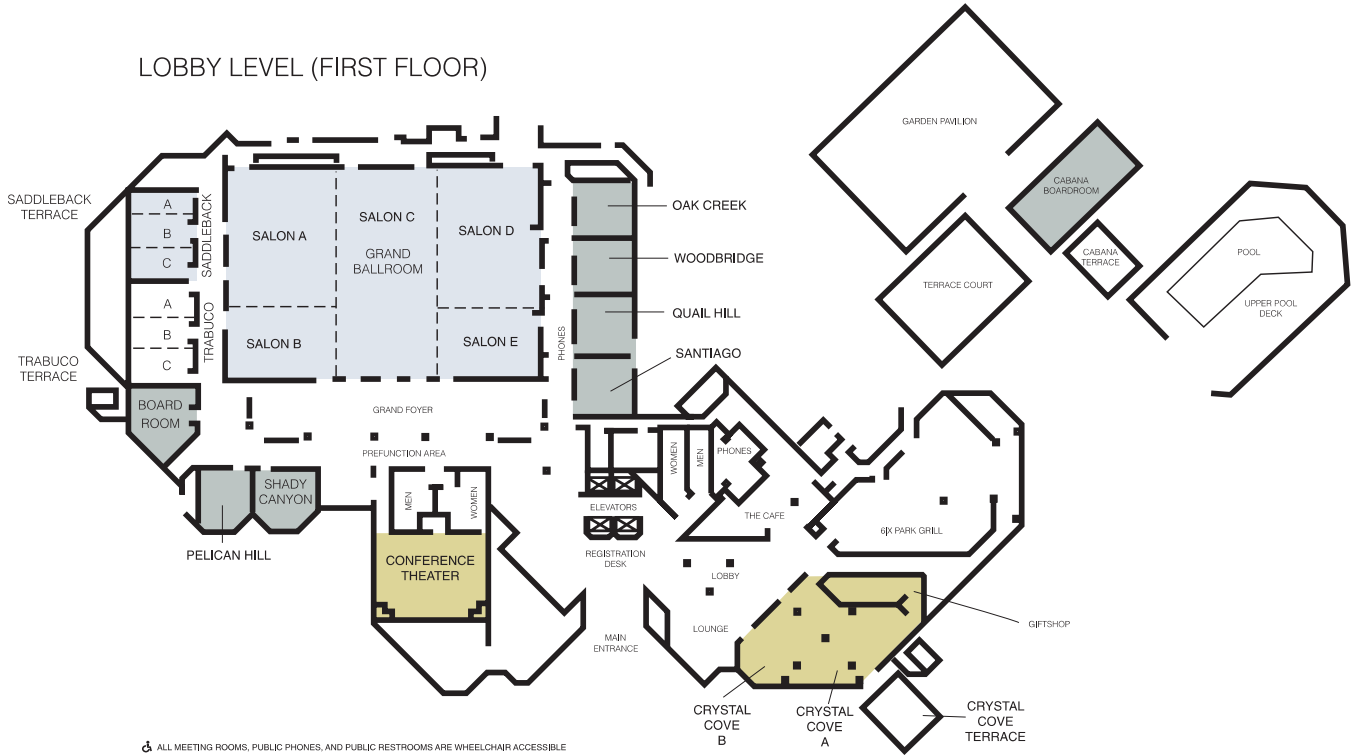 LOBBY LEVEL (FIRST FLOOR)
GARDEN PAVILION
CABANA
BOARDROOM
SADDLEBACK
TERRACE
A
B
C
SADDLEBACK
SALON A
SALON C
GRAND
BALLROOM
SALON D
OAK CREEK
WOODBRIDGE
CABANA
TERRACE
POOL
TERRACE COURT
UPPER POOL
DECK
A
B
C
TRABUCO
SALON B
SALON E
PHONES
QUAIL HILL
SANTIAGO
TRABUCO
TERRACE
BOARD
ROOM
GRAND FOYER
PREFUNCTION AREA
WOMEN
MEN
PHONES
SHADY
CANYON
MEN
WOMEN
ELEVATORS
THE CAFE
6IX PARK GRILL
PELICAN HILL
CONFERENCE
THEATER
REGISTRATION
DESK
LOBBY
LOUNGE
GIFTSHOP
MAIN
ENTRANCE
CRYSTAL
COVE
B
CRYSTAL
COVE
A
CRYSTAL
COVE
TERRACE
ALL MEETING ROOMS, PUBLIC PHONES, AND PUBLIC RESTROOMS ARE WHEELCHAIR ACCESSIBLE